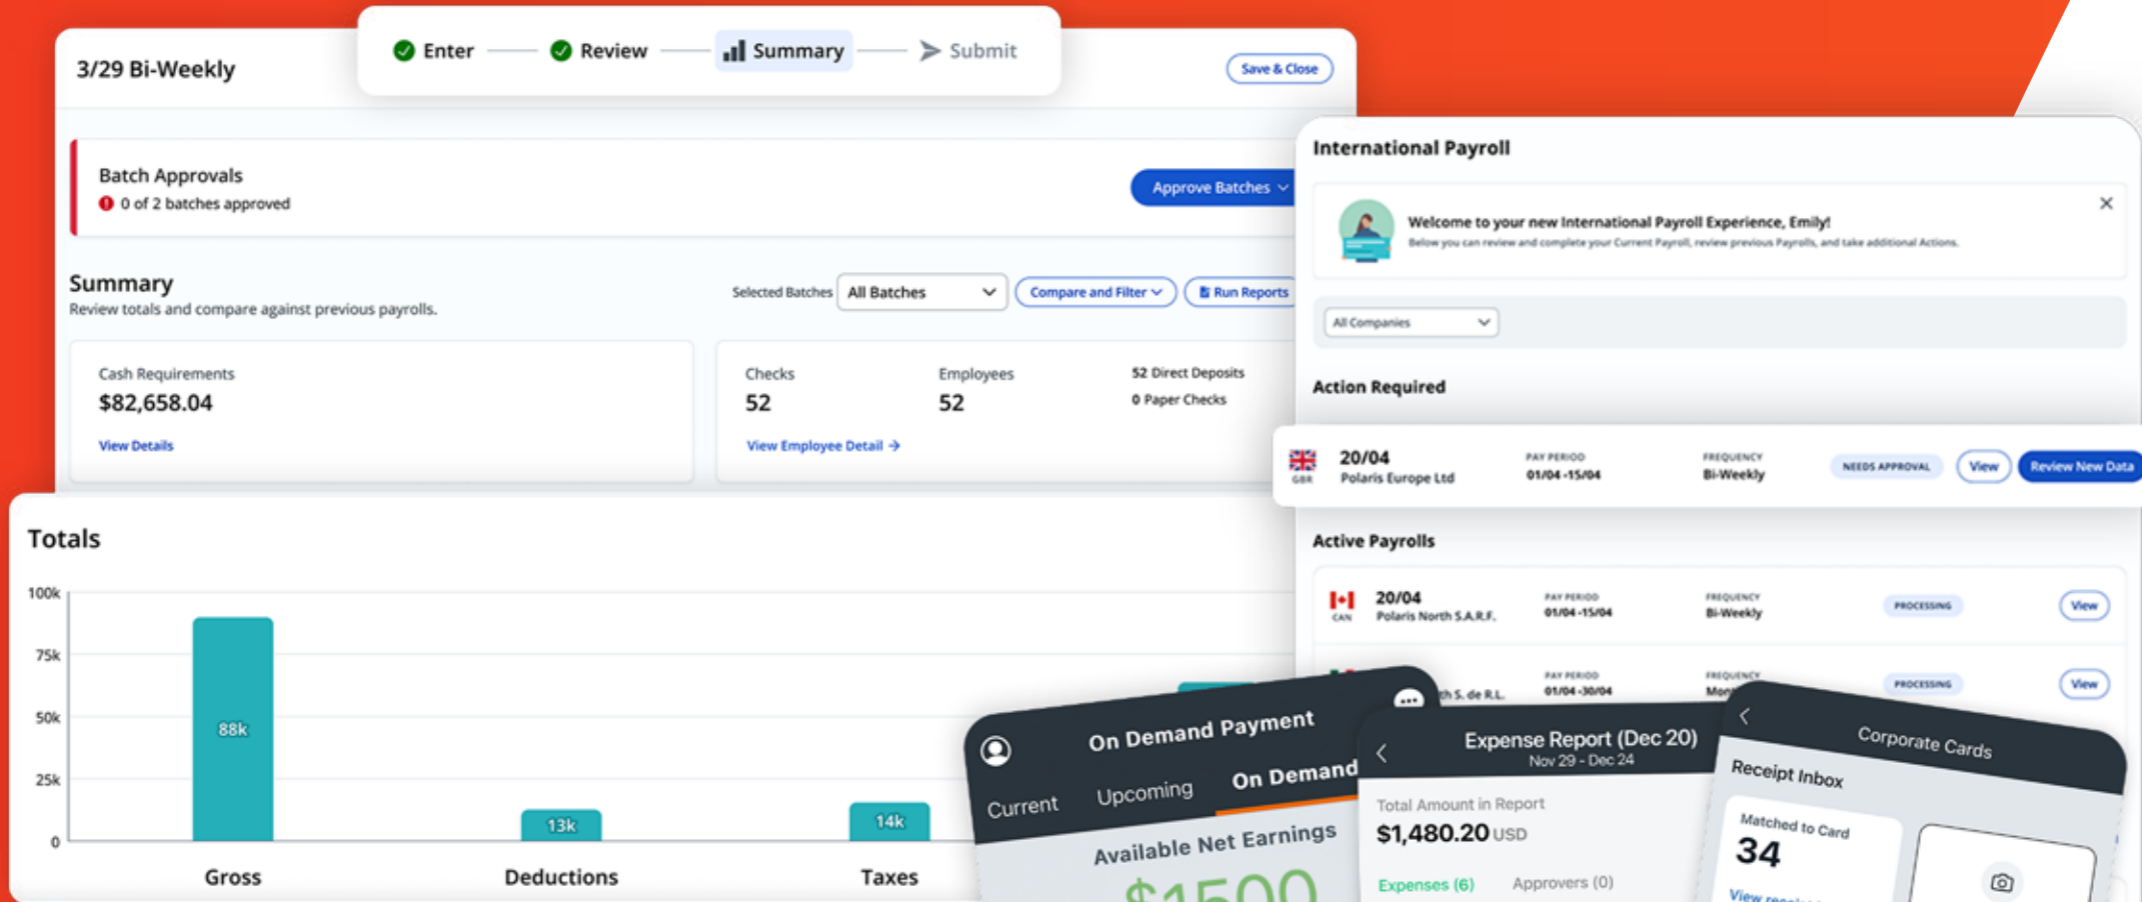 Enter
Review
Summary
Submit
3/29 Bi-Weekly
Save & Close
Batch Approvals
0 of 2 batches approved
Approve Batches
Summary
Review totals and compare against previous payrolls.
Selected Batches
All Batches
Compare and Filter
Run Reports
Cash Requirements
$82,658.04
View Details
Checks
52
Employees
52
52 Direct Deposits
0 Paper Checks
View Employee Detail →
Totals
100k
75k
50k
25k
0
88k
13k
14k
Gross
Deductions
Taxes
International Payroll
Welcome to your new International Payroll Experience, Emily!
Below you can review and complete your Current Payroll, review previous Payrolls, and take additional Actions.
All Companies
Action Required
GBR
20/04
Polaris Europe Ltd
PAY PERIOD
01/04 -15/04
FREQUENCY
Bi-Weekly
NEEDS APPROVAL
View
Review New Data
Active Payrolls
CAN
20/04
Polaris North S.A.R.F.
PAY PERIOD
01/04 -15/04
FREQUENCY
Bi-Weekly
PROCESSING
View
th S. de R.L.
PAY PERIOD
01/04 -30/04
FREQUENCY
Mon
PROCESSING
View
On Demand Payment
Current
Upcoming
On Demand
Available Net Earnings
$1500
Expense Report (Dec 20)
Nov 29 - Dec 24
Total Amount in Report
$1,480.20 USD
Expenses (6)
Approvers (0)
Corporate Cards
Receipt Inbox
Matched to Card
34
View